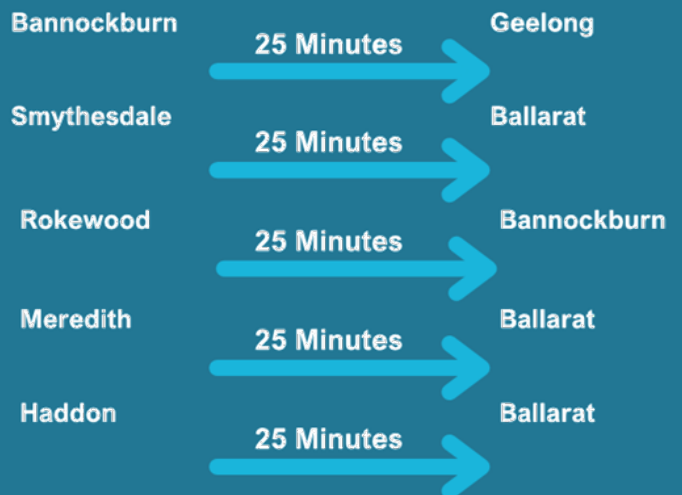 Bannockburn 25 Minutes Geelong
Smythesdale 25 Minutes Ballarat
Rokewood 25 Minutes Bannockburn
Meredith 25 Minutes Ballarat
Haddon 25 Minutes Ballarat